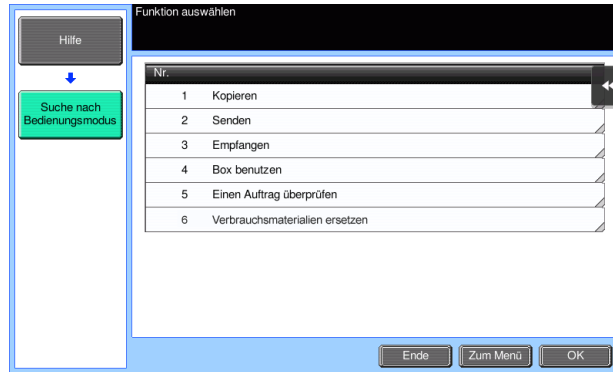 Funktion auswählen
Hilfe
Suche nach
Bedienungsmodus
Nr.
1 Kopieren
2 Senden
3 Empfangen
4 Box benutzen
5 Einen Auftrag überprüfen
6 Verbrauchsmaterialien ersetzen
Ende Zum Menü OK